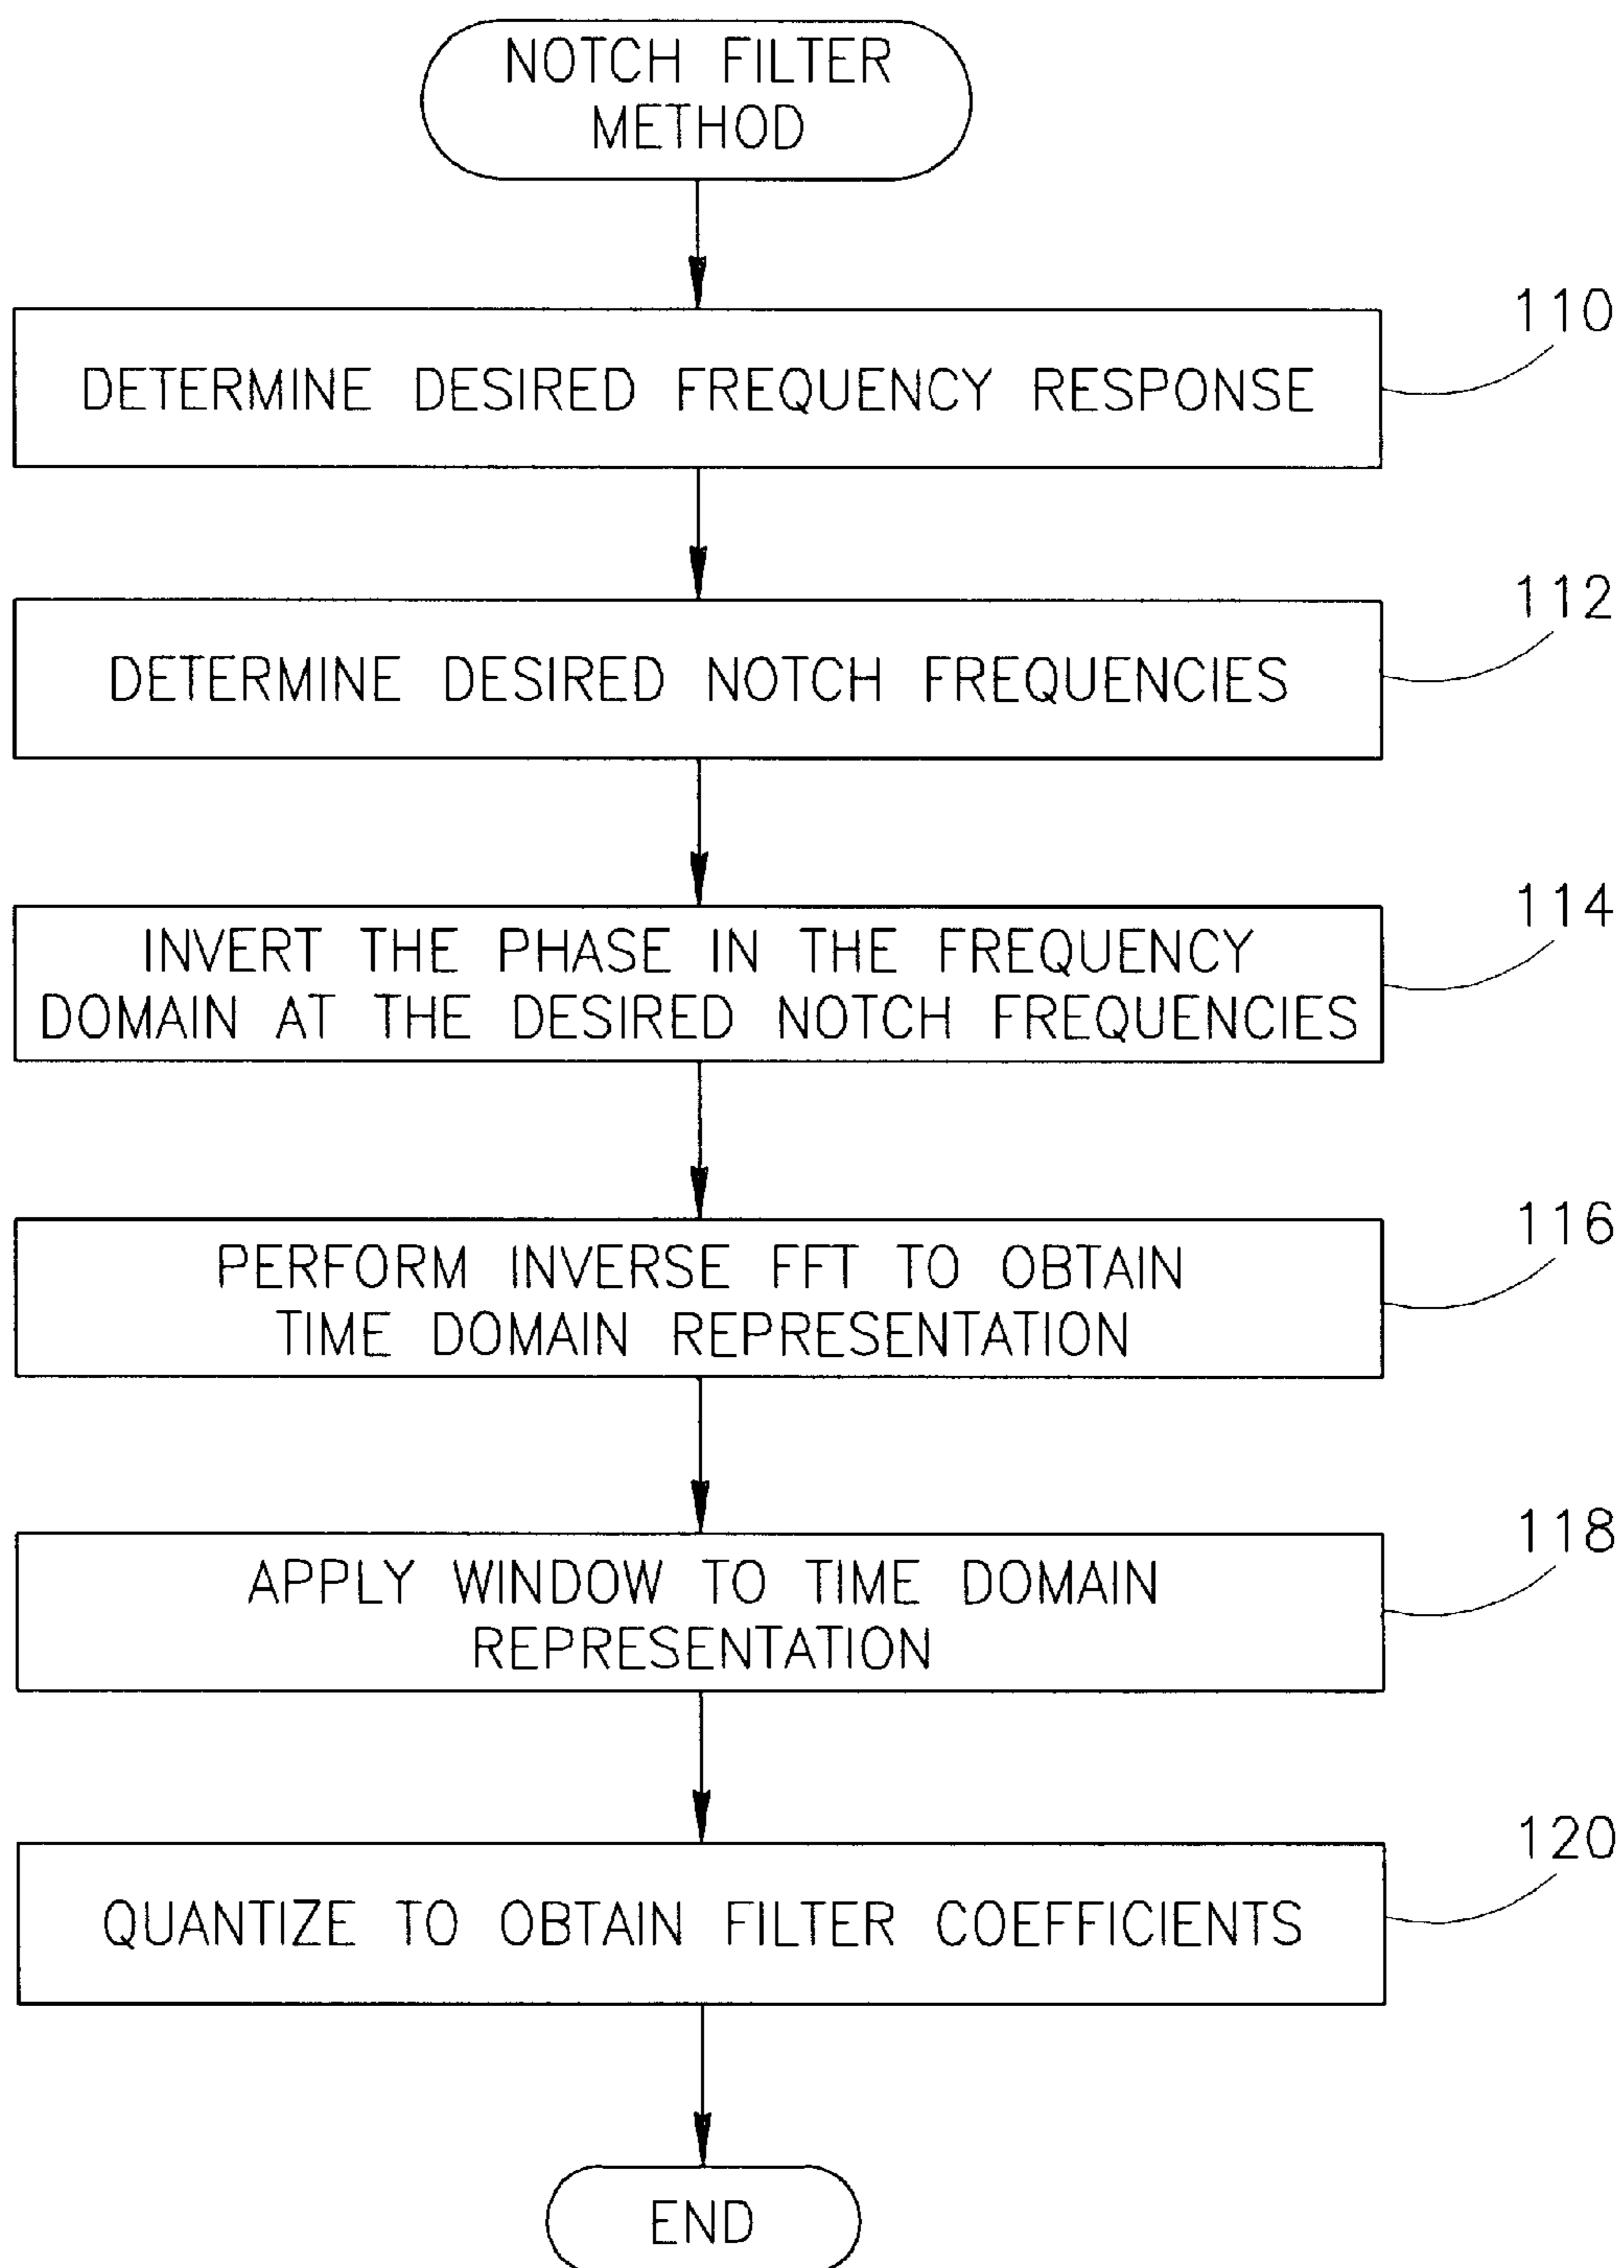 NOTCH FILTER
METHOD
110
DETERMINE DESIRED FREQUENCY RESPONSE
112
DETERMINE DESIRED NOTCH FREQUENCIES
114
INVERT THE PHASE IN THE FREQUENCY
DOMAIN AT THE DESIRED NOTCH FREQUENCIES
116
PERFORM INVERSE FFT TO OBTAIN
TIME DOMAIN REPRESENTATION
118
APPLY WINDOW TO TIME DOMAIN
REPRESENTATION
120
QUANTIZE TO OBTAIN FILTER COEFFICIENTS
END